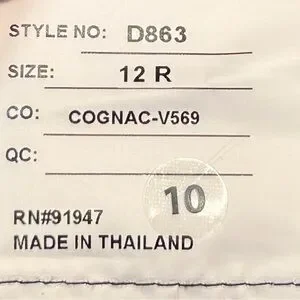 STYLE NO: D863
SIZE: 12 R
CO: COGNAC-V569
QC:
10
RN#91947
MADE IN THAILAND